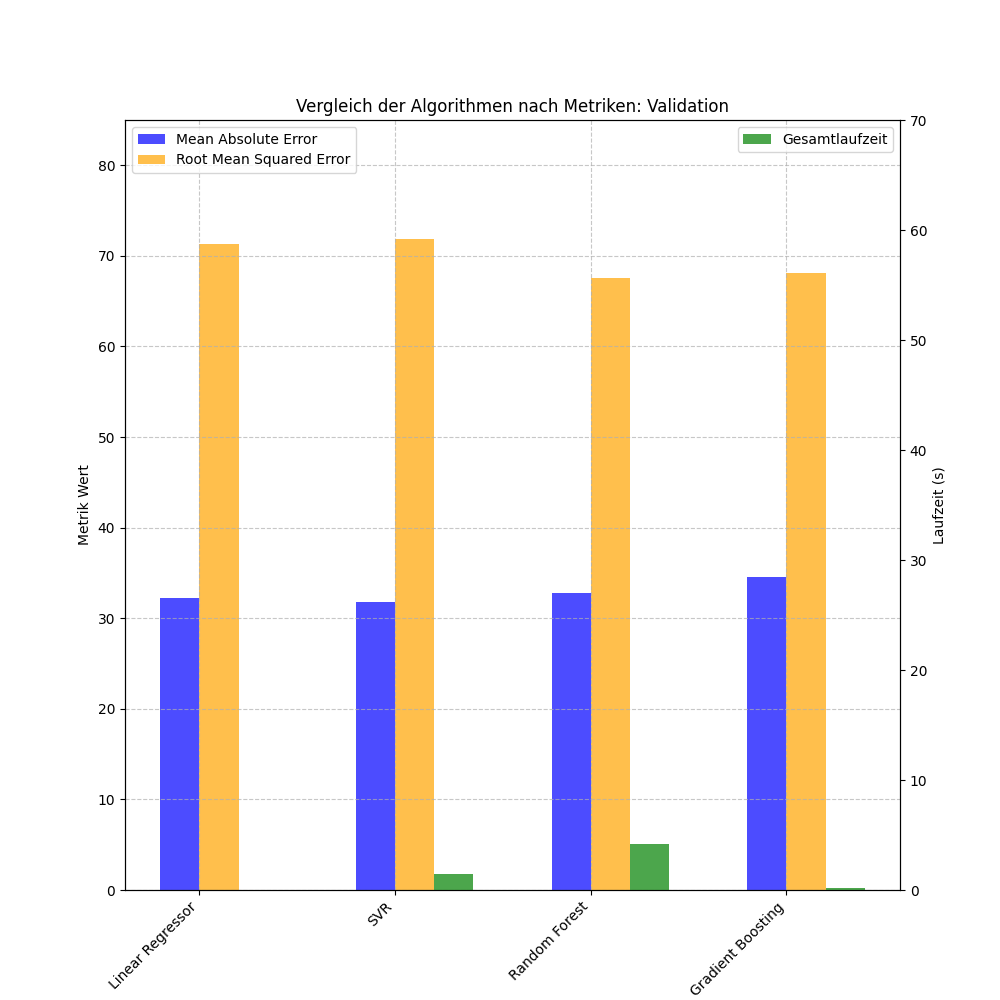 Vergleich der Algorithmen nach Metriken: Validation
Mean Absolute Error
Root Mean Squared Error
Gesamtlaufzeit
Metrik Wert
80
70
60
50
40
30
20
10
0
Laufzeit (s)
70
60
50
40
30
20
10
0
Linear Regressor
SVR
Random Forest
Gradient Boosting